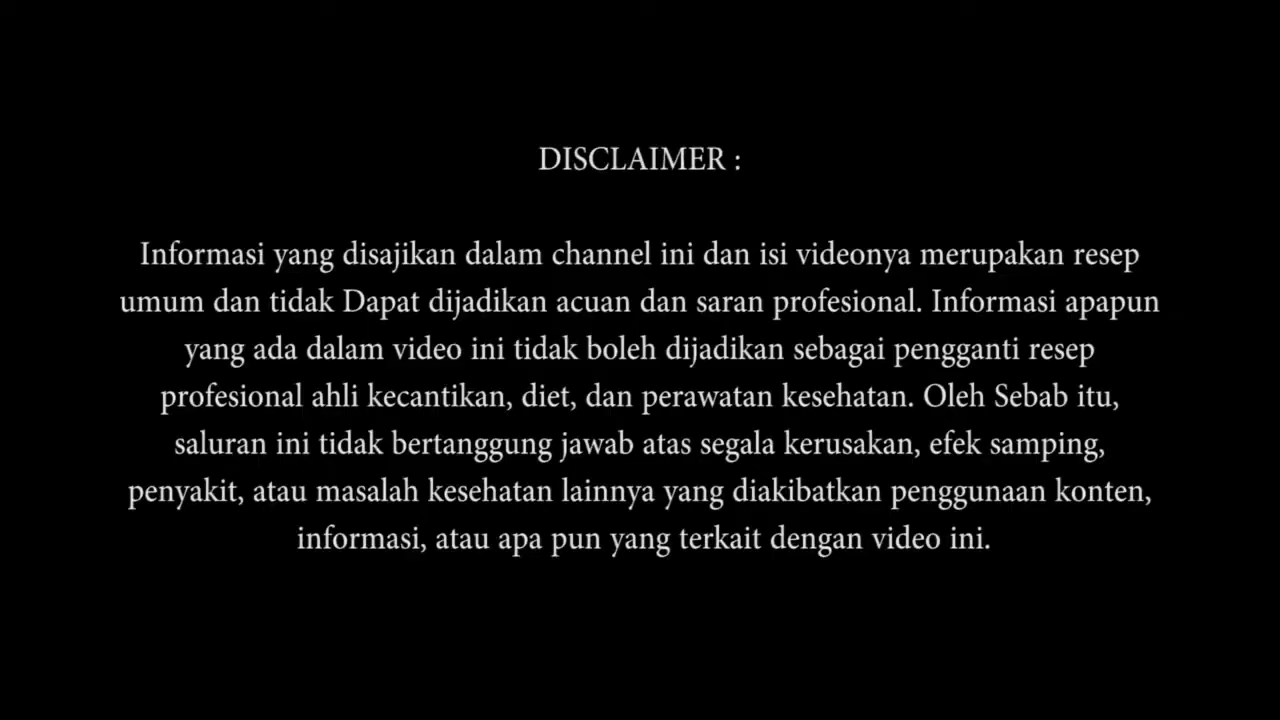 DISCLAIMER :
Informasi yang disajikan dalam channel ini dan isi videonya merupakan resep
umum dan tidak Dapat dijadikan acuan dan saran profesional. Informasi apapun
yang ada dalam video ini tidak boleh dijadikan sebagai pengganti resep
profesional ahli kecantikan, diet, dan perawatan kesehatan. Oleh Sebab itu,
saluran ini tidak bertanggung jawab atas segala kerusakan, efek samping,
penyakit, atau masalah kesehatan lainnya yang diakibatkan penggunaan konten,
informasi, atau apa pun yang terkait dengan video ini.